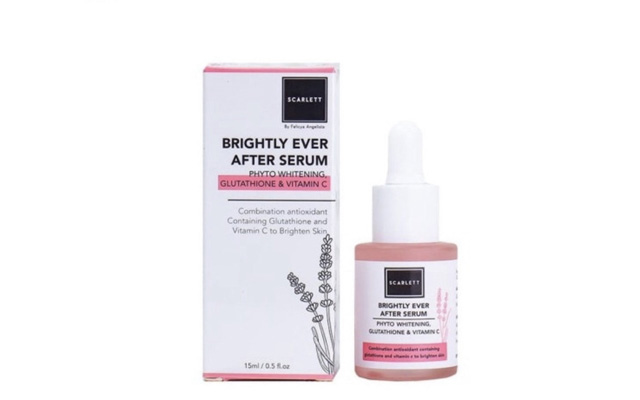 SCARLETT
By Felicya Angelista
BRIGHTLY EVER
AFTER SERUM
PHYTO WHITENING,
GLUTATHIONE & VITAMIN C
Combination antioxidant
Containing Glutathione and
Vitamin C to Brighten Skin
15ml / 0.5 fl.oz
SCARLETT
BRIGHTLY EVER
AFTER SERUM
PHYTO WHITENING,
GLUTATHIONE & VITAMIN C
Combination antioxidant containing
glutathione and vitamin c to brighten skin